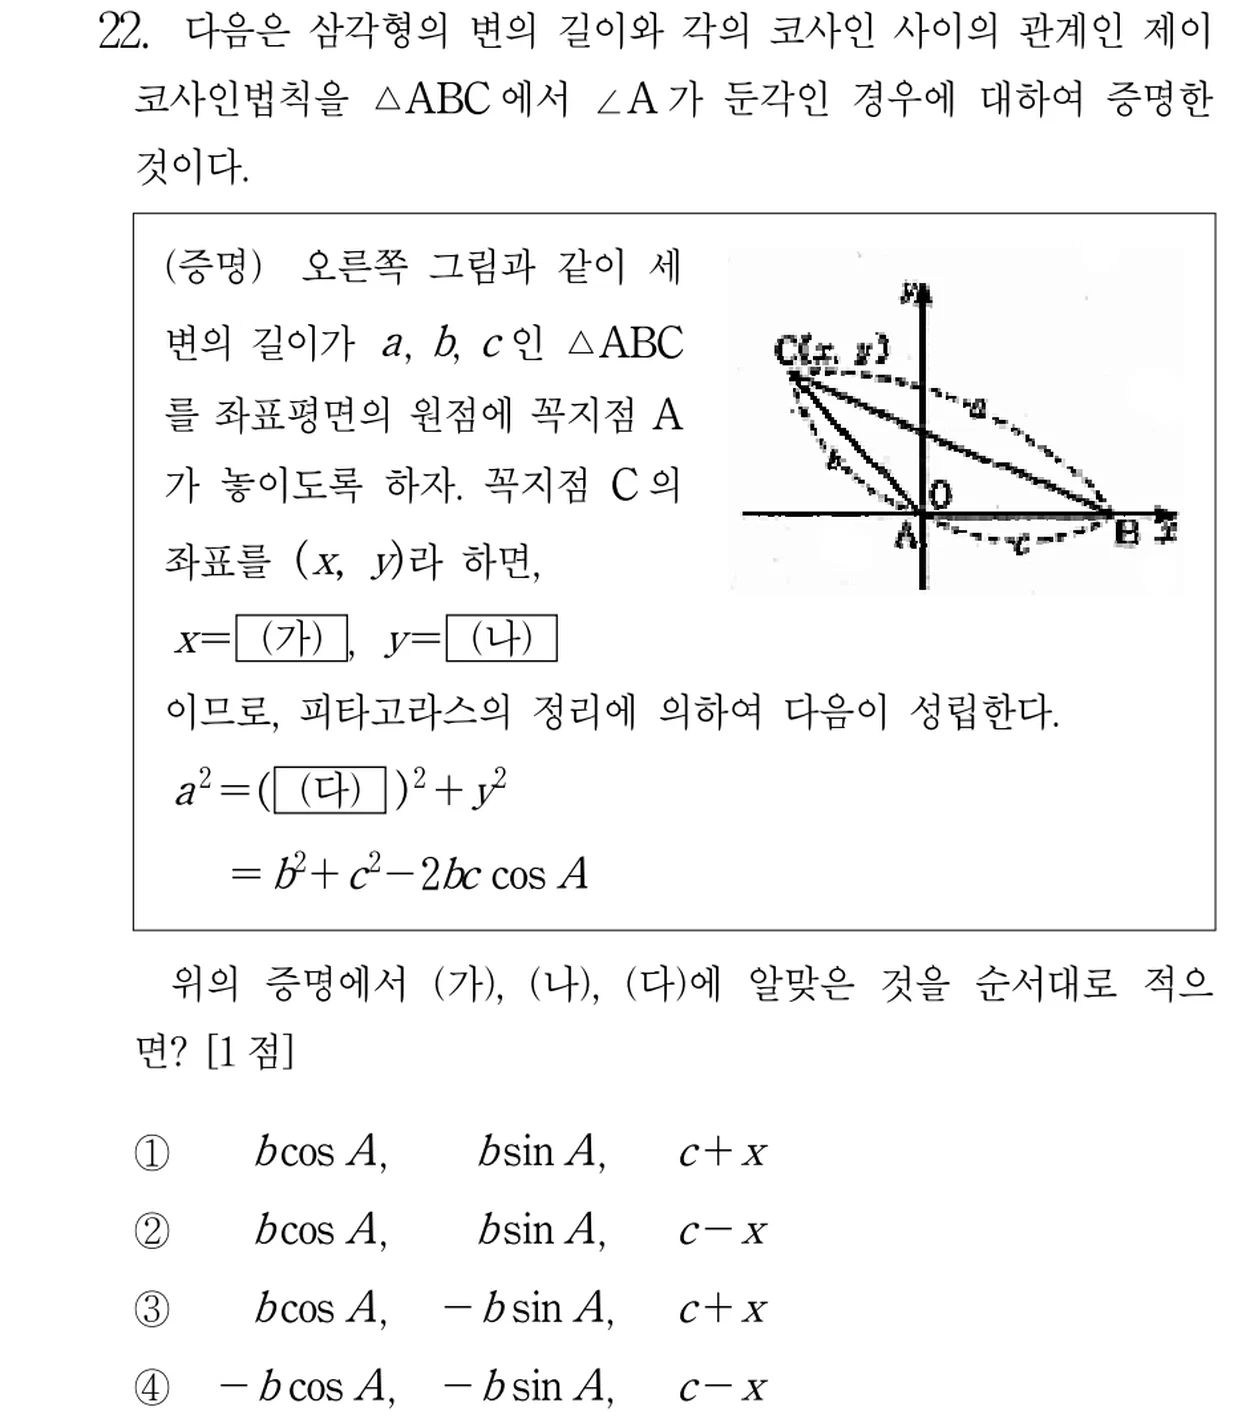 22. 다음은 삼각형의 변의 길이와 각의 코사인 사이의 관계인 제이
코사인법칙을 △ABC에서 ∠A가 둔각인 경우에 대하여 증명한
것이다.
(증명) 오른쪽 그림과 같이 세
변의 길이가 a, b, c인 △ABC
를 좌표평면의 원점에 꼭지점 A
가 놓이도록 하자. 꼭지점 C의
좌표를 (x, y)라 하면,
y
C(x, y)
a
b
O
A
c
B x
x= (가) , y= (나)
이므로, 피타고라스의 정리에 의하여 다음이 성립한다.
a²=( (다) )²+y²
= b²+c²-2bc cos A
위의 증명에서 (가), (나), (다)에 알맞은 것을 순서대로 적으
면? [1점]
① bcos A, bsin A, c+x
② bcos A, bsin A, c-x
③ bcos A, -bsin A, c+x
④ -bcos A, -bsin A, c-x